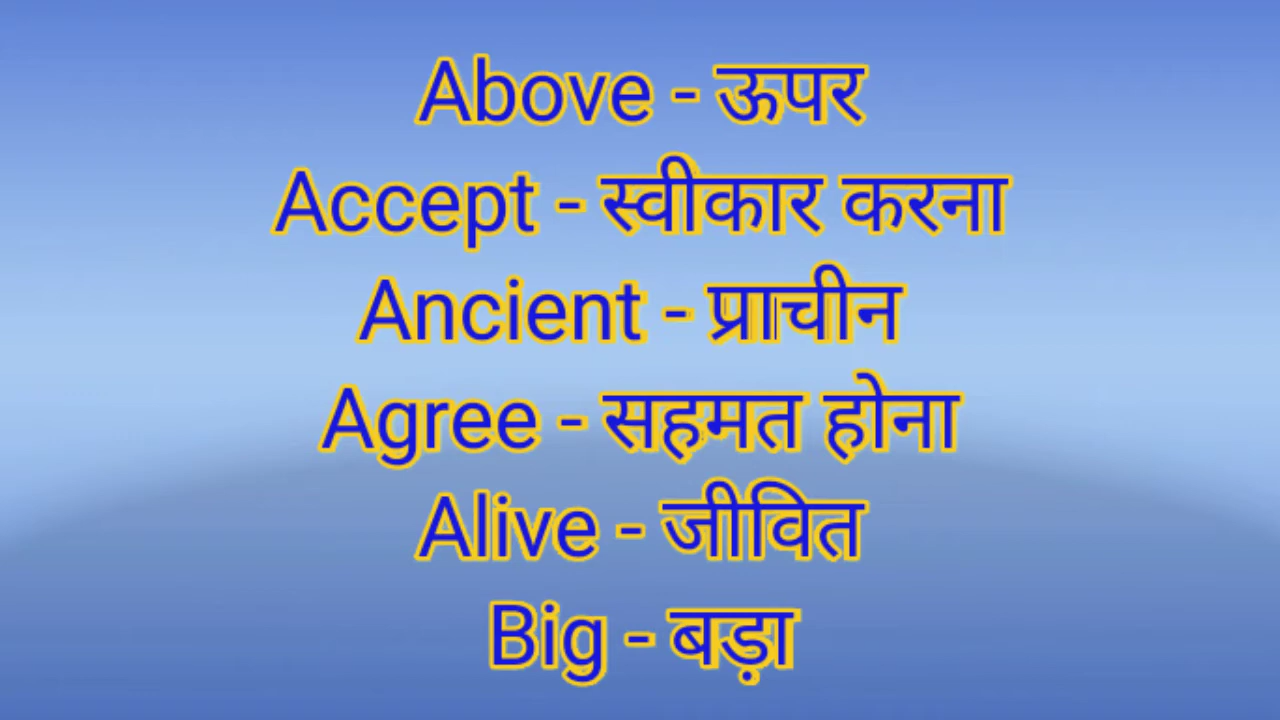 Above - ऊपर
Accept - स्वीकार करना
Ancient - प्राचीन
Agree - सहमत होना
Alive - जीवित
Big - बड़ा